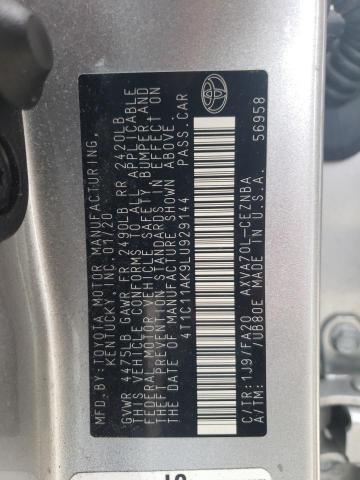 MFD.BY:TOYOTA MOTOR MANUFACTURING,
KENTUCKY, INC.01/20
GVWR 4475LB GAWR FR 2490LB RR 2420LB
THIS VEHICLE CONFORMS TO ALL APPLICABLE
FEDERAL MOTOR VEHICLE SAFETY, BUMPER AND
THEFT PREVENTION STANDARDS IN EFFECT ON
THE DATE OF MANUFACTURE SHOWN ABOVE.
4T1C11AK9LU929144 PASS.CAR
C/TR:1J9/FA20 AXVA70L-CEZNBA
A/TM: /UB80E MADE IN U.S.A.
56958